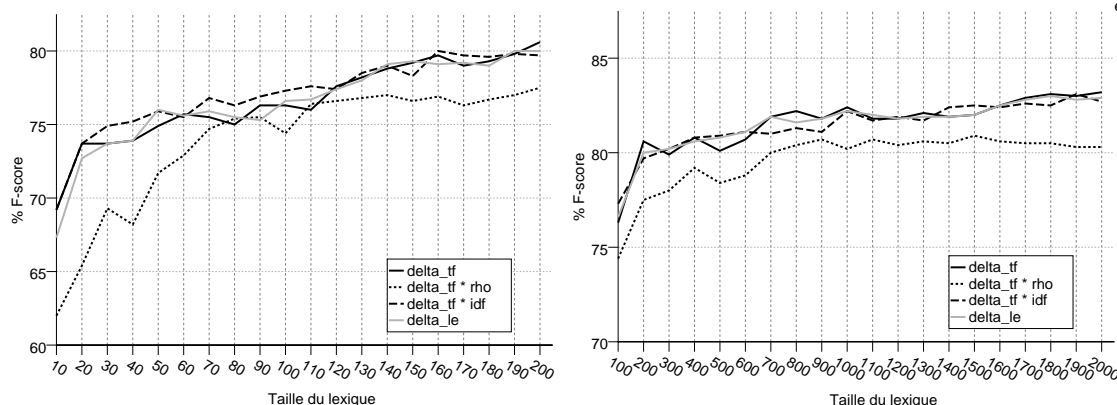 80
75
70
65
60
% F-score
10 20 30 40 50 60 70 80 90 100 110 120 130 140 150 160 170 180 190 200
Taille du lexique
delta_tf
delta_tf * rho
delta_tf * idf
delta_le
e
85
80
75
70
% F-score
100 200 300 400 500 600 700 800 900 1000 1100 1200 1300 1400 1500 1600 1700 1800 1900 2000
Taille du lexique
delta_tf
delta_tf * rho
delta_tf * idf
delta_le